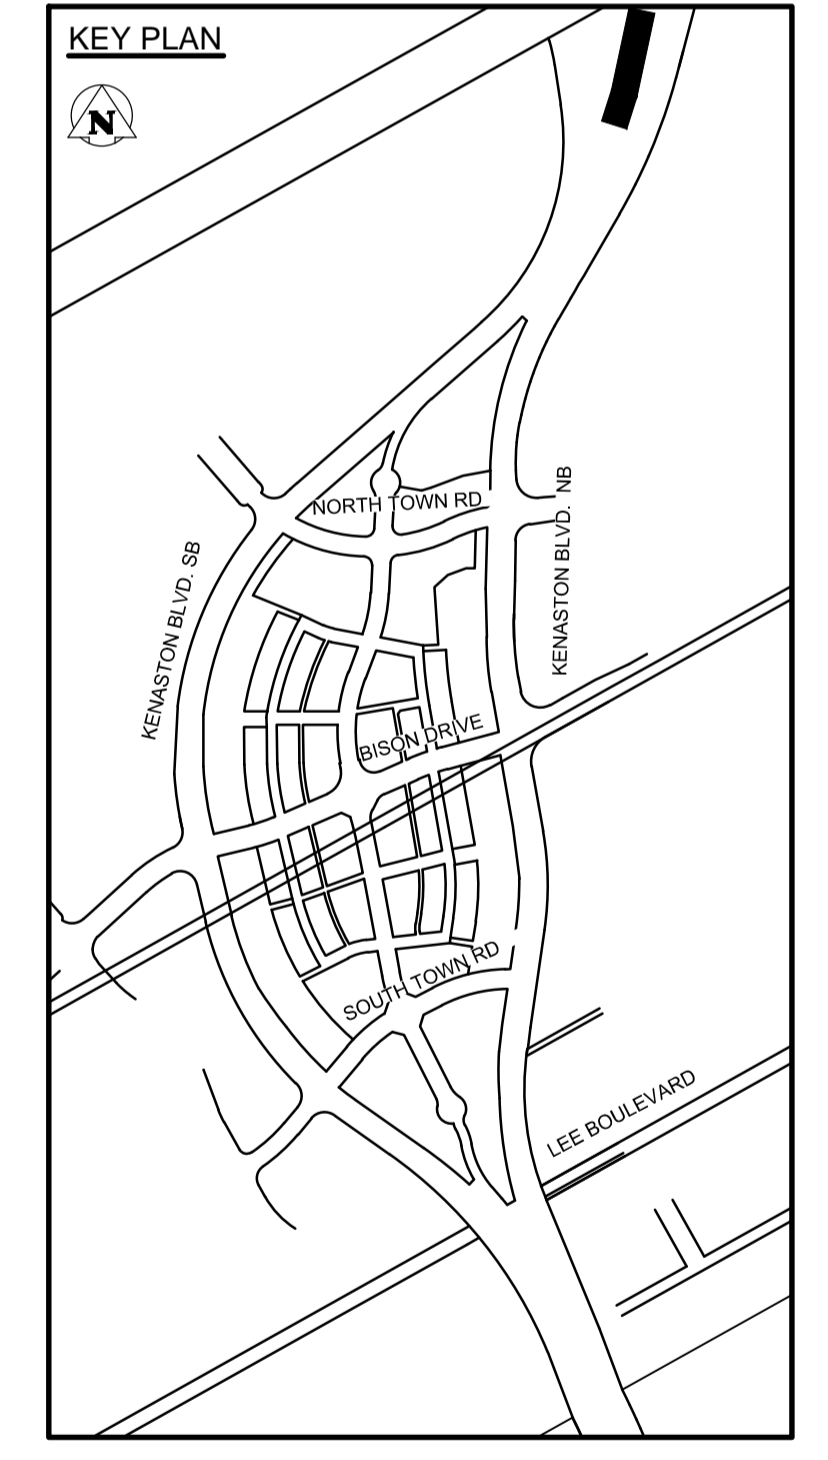 KEY PLAN
N
NORTH TOWN RD
KENASTON BLVD. NB
KENASTON BLVD. SB
BISON DRIVE
SOUTH TOWN RD
LEE BOULEVARD